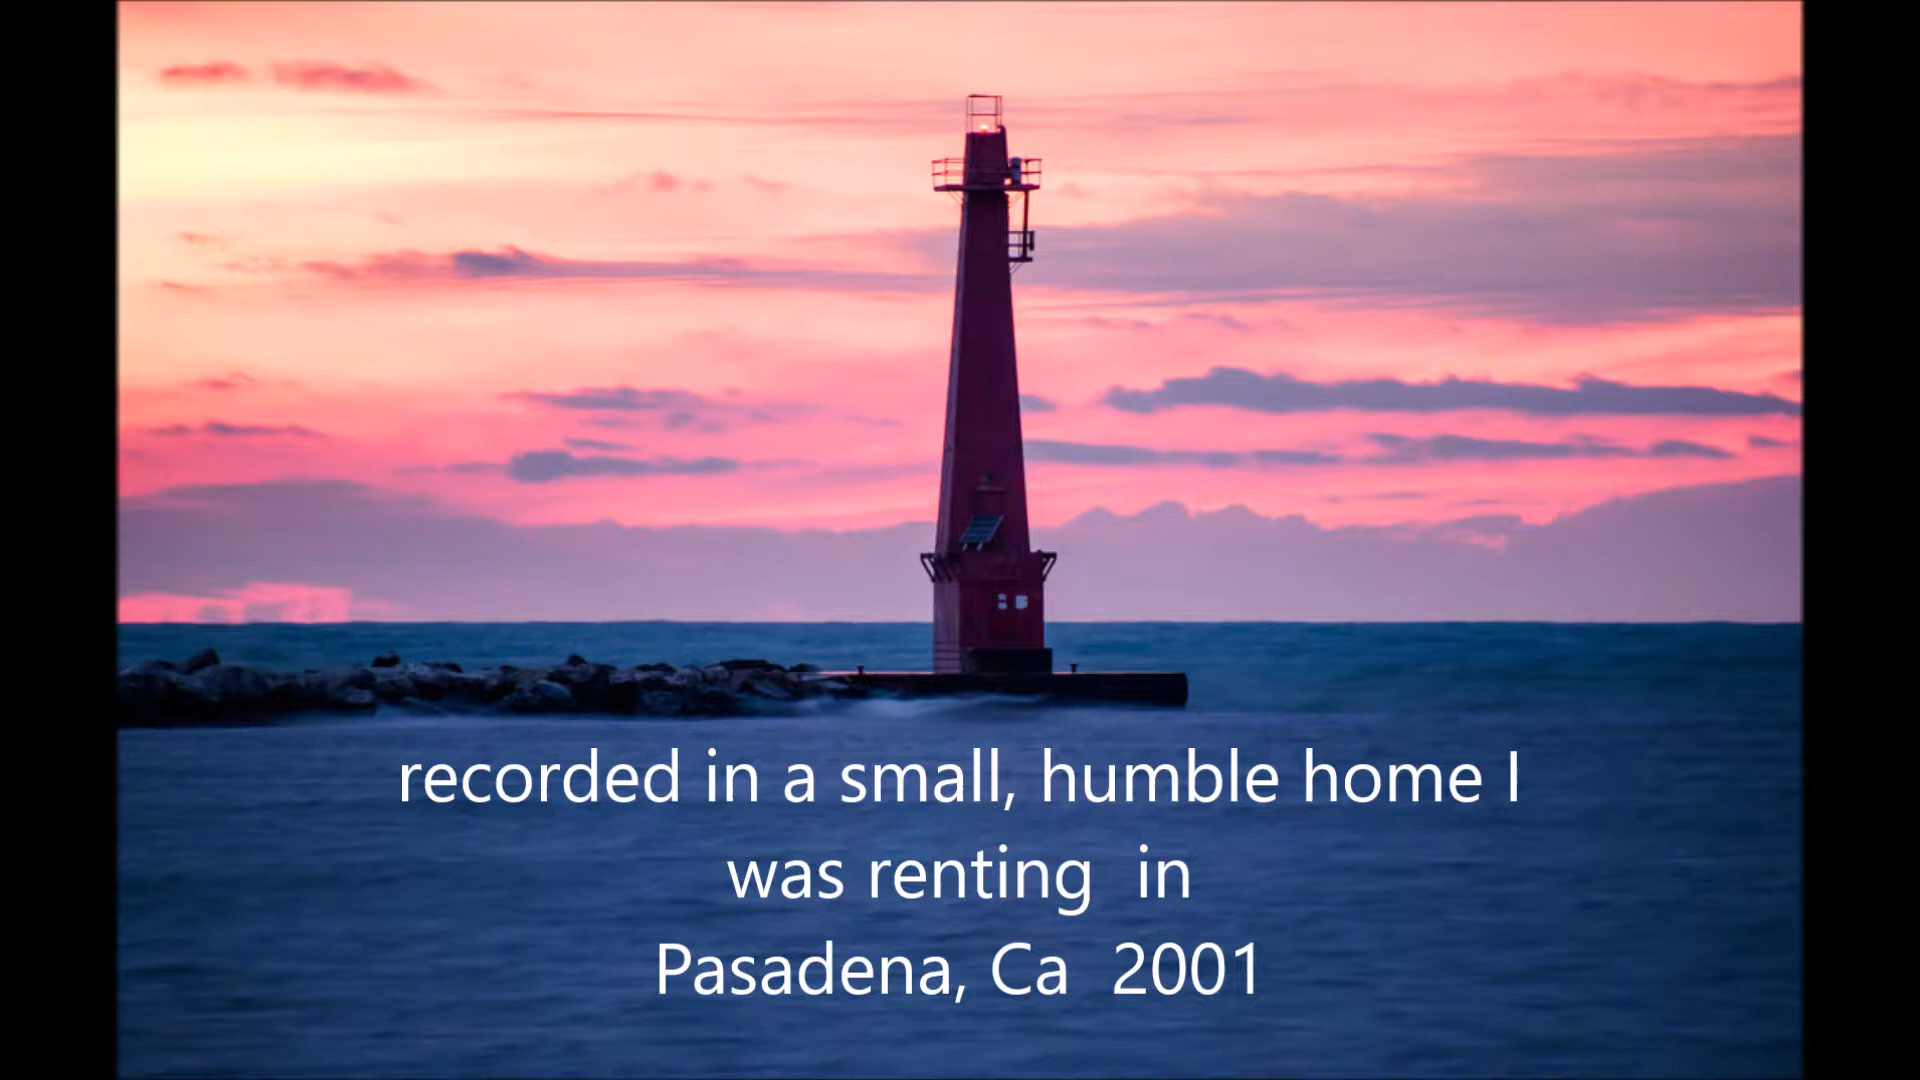 recorded in a small, humble home I
was renting  in
Pasadena, Ca  2001